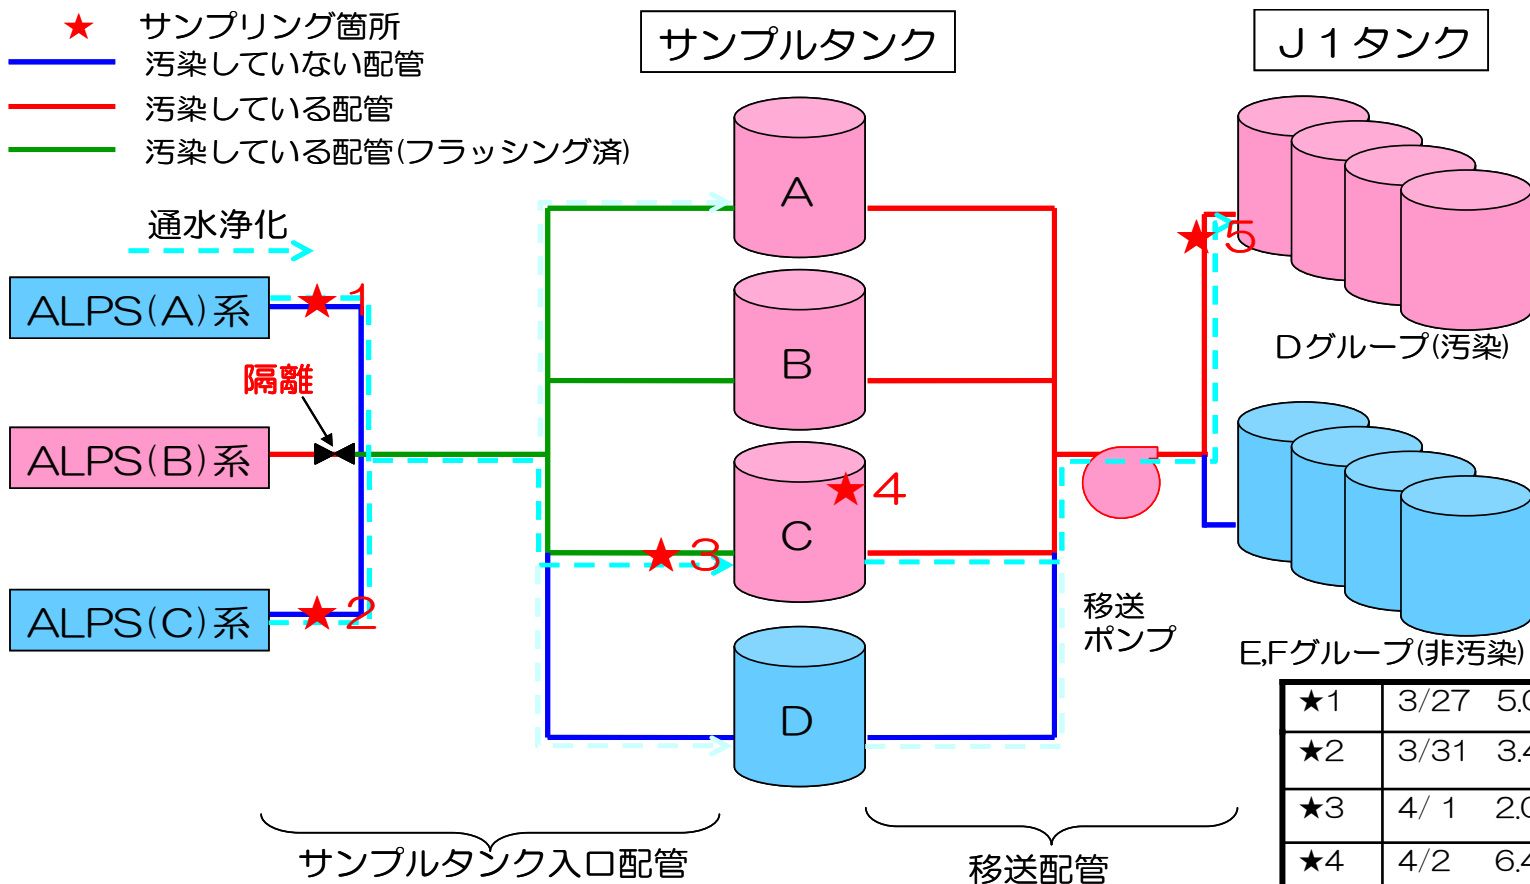 ★ サンプリング箇所
汚染していない配管
汚染している配管
汚染している配管(フラッシング済)
サンプルタンク
J1タンク
通水浄化
ALPS(A)系
★1
隔離
ALPS(B)系
ALPS(C)系
★2
A
B
C
D
★3
★4
★5
Dグループ(汚染)
移送
ポンプ
E,Fグループ(非汚染)
★1 3/27
★2 3/31
★3 4/ 1
★4 4/2
サンプルタンク入口配管
移送配管